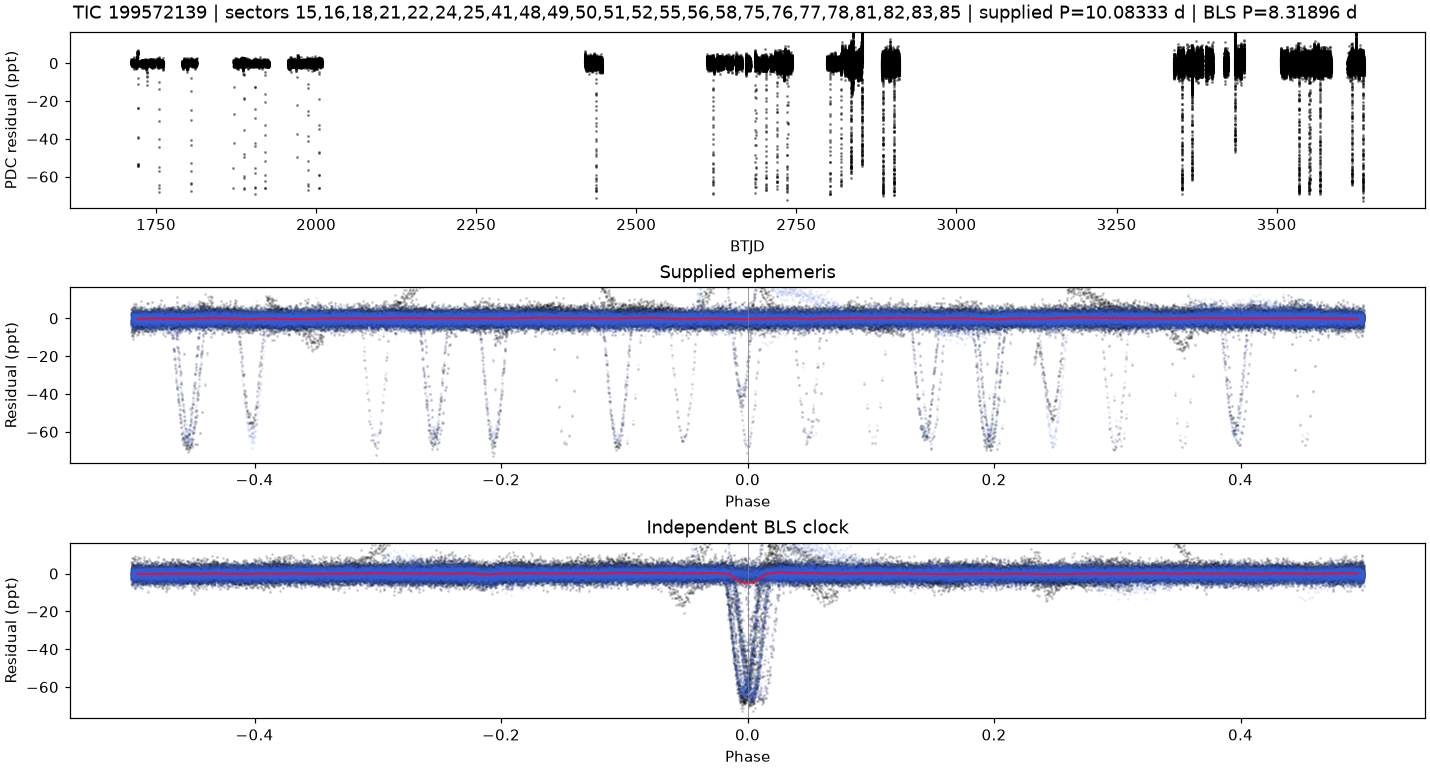 TIC 199572139 | sectors 15,16,18,21,22,24,25,41,48,49,50,51,52,55,56,58,75,76,77,78,81,82,83,85 | supplied P=10.08333 d | BLS P=8.31896 d
PDC residual (ppt)
0
−20
−40
−60
1750 2000 2250 2500 2750 3000 3250 3500
BTJD
Supplied ephemeris
Residual (ppt)
0
−20
−40
−60
−0.4 −0.2 0.0 0.2 0.4
Phase
Independent BLS clock
Residual (ppt)
0
−20
−40
−60
−0.4 −0.2 0.0 0.2 0.4
Phase